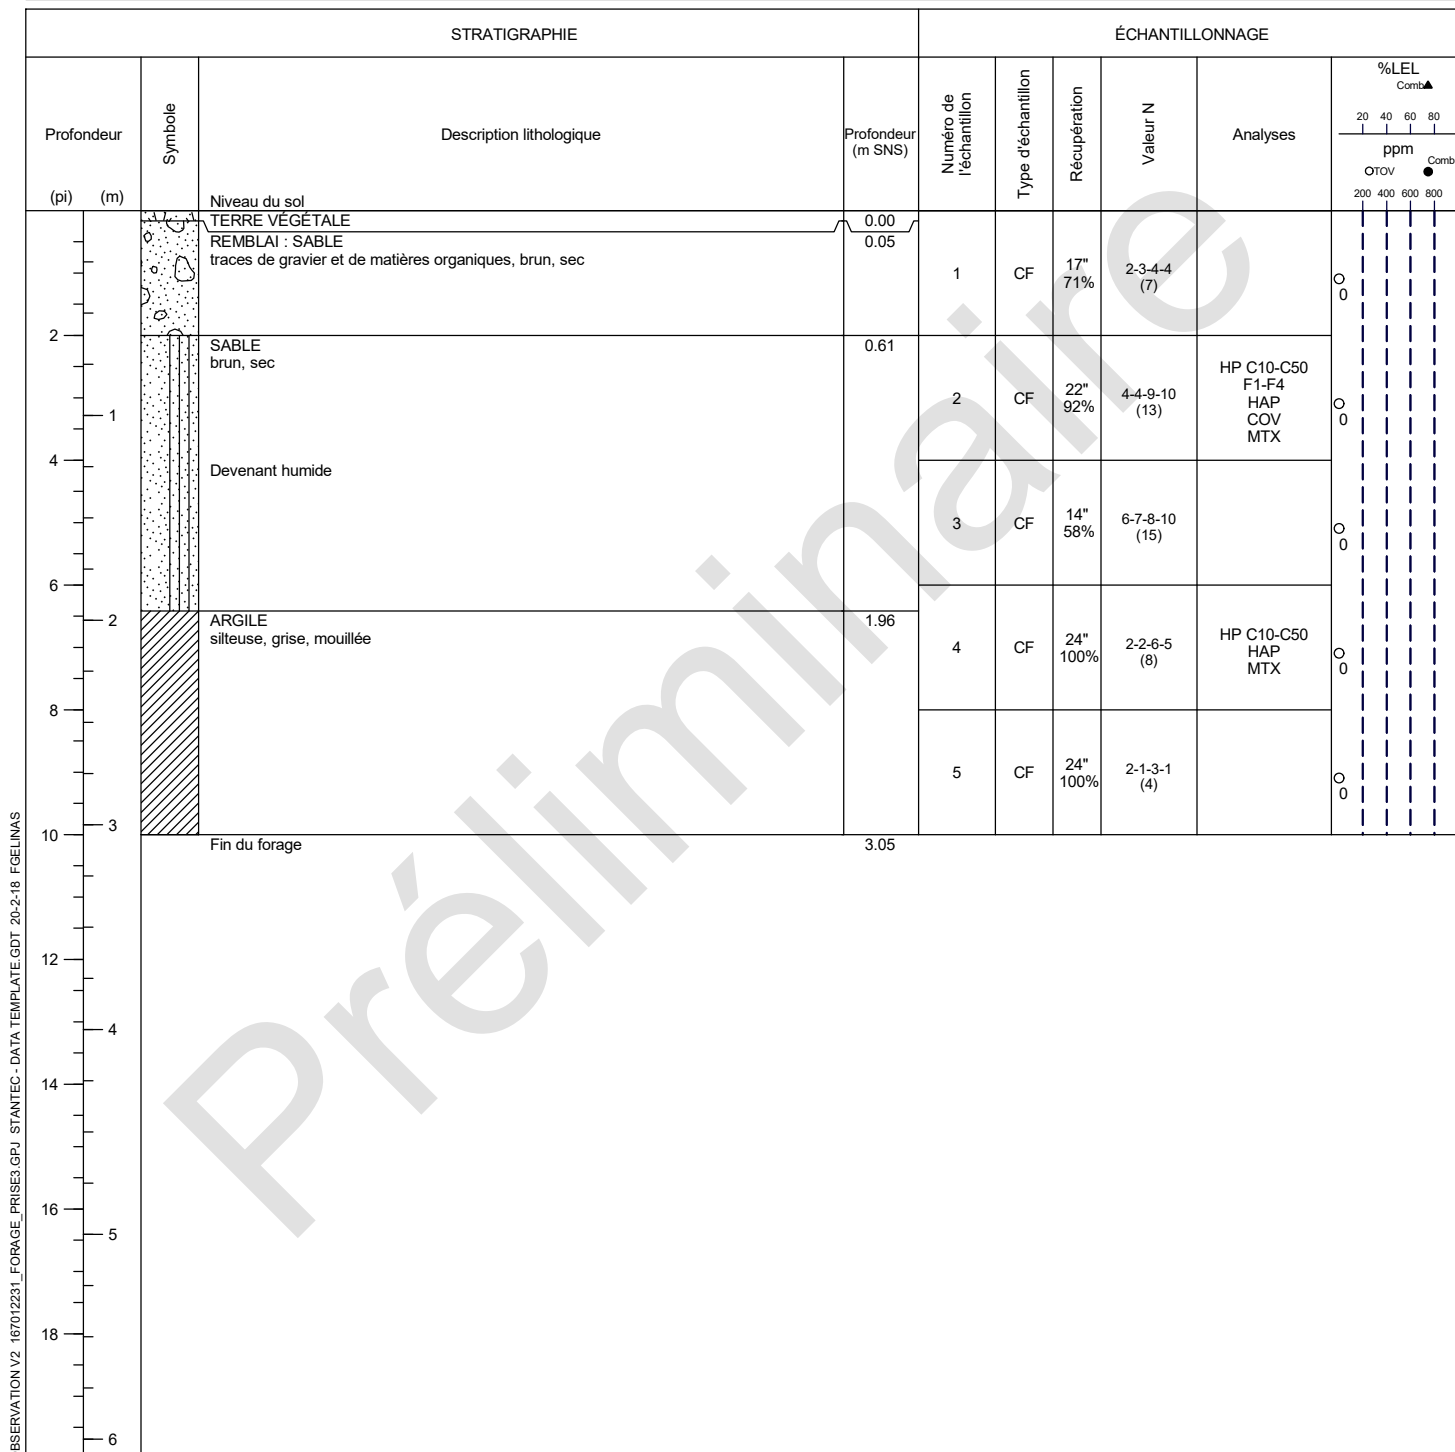 STRATIGRAPHIE
ÉCHANTILLONNAGE
Profondeur
(pi) (m)
Symbole
Description lithologique
Niveau du sol
Profondeur
(m SNS)
Numéro de
l'échantillon
Type d'échantillon
Récupération
Valeur N
Analyses
%LEL
Comb▲
20 40 60 80
ppm
Comb
○TOV ●
200 400 600 800
TERRE VÉGÉTALE 0.00
REMBLAI : SABLE 0.05
traces de gravier et de matières organiques, brun, sec
1 CF 17" 2-3-4-4
71% (7)
0
2
SABLE 0.61
brun, sec
HP C10-C50
F1-F4
2 CF 22" 4-4-9-10 HAP
92% (13) COV
MTX
0
1
4
Devenant humide
3 CF 14" 6-7-8-10
58% (15)
0
6
2
ARGILE 1.96
silteuse, grise, mouillée
4 CF 24" 2-2-6-5 HP C10-C50
100% (8) HAP
MTX
0
8
5 CF 24" 2-1-3-1
100% (4)
0
3
10
Fin du forage 3.05
12
4
14
16
5
18
6
Préliminaire
BSERVATION V2 167012231_FORAGE_PRISE3.GPJ STANTEC - DATA TEMPLATE.GDT 20-2-18 FGELINAS